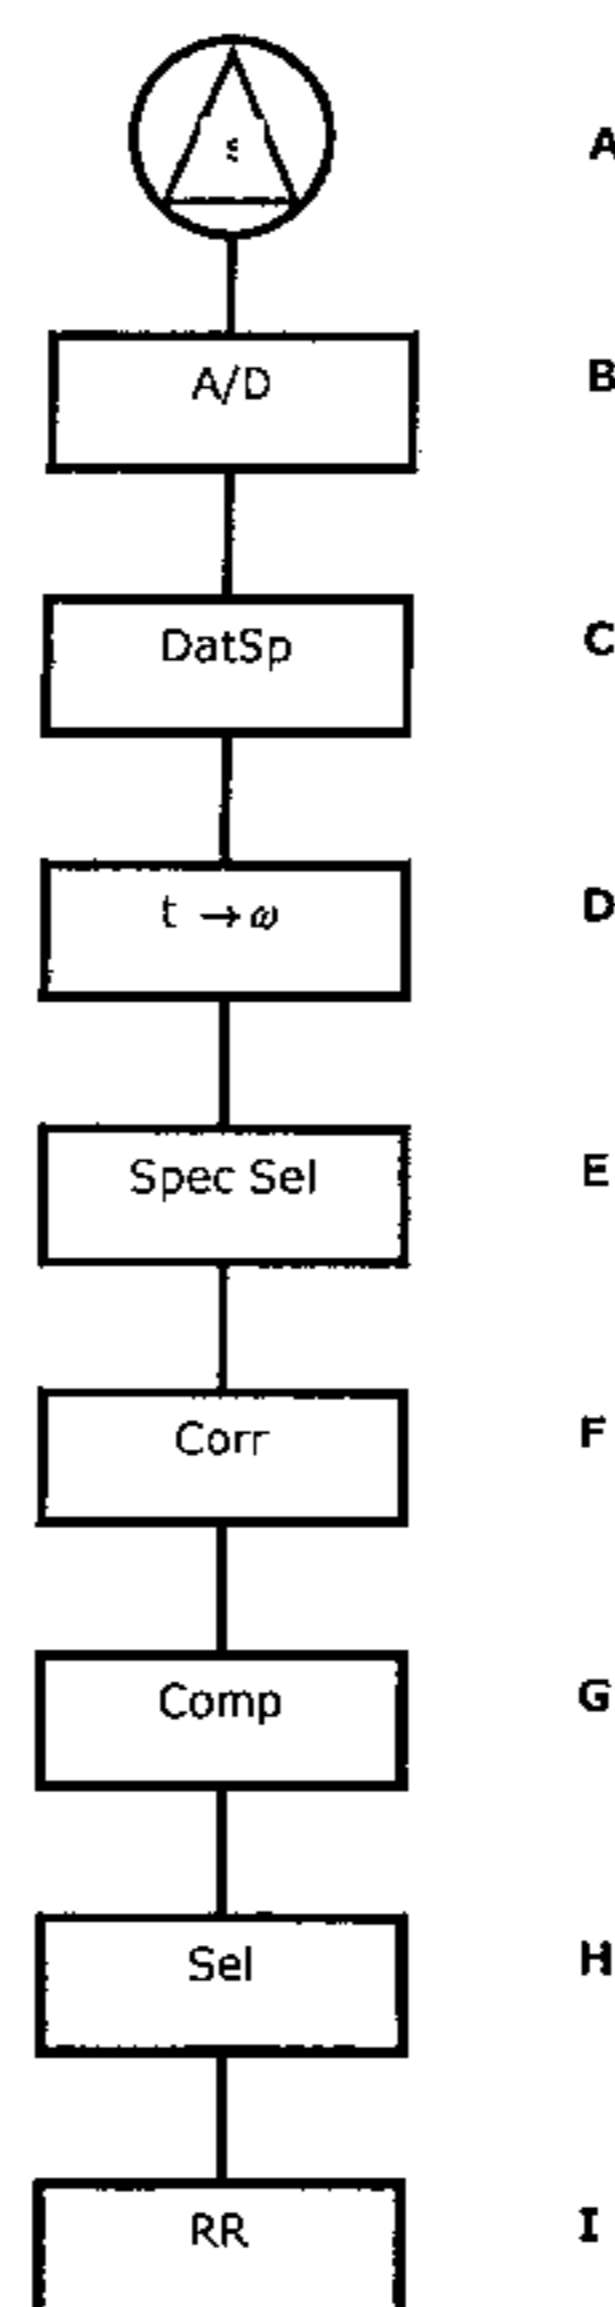 s A
A/D B
DatSp C
t → ω D
Spec Sel E
Corr F
Comp G
Sel H
RR I